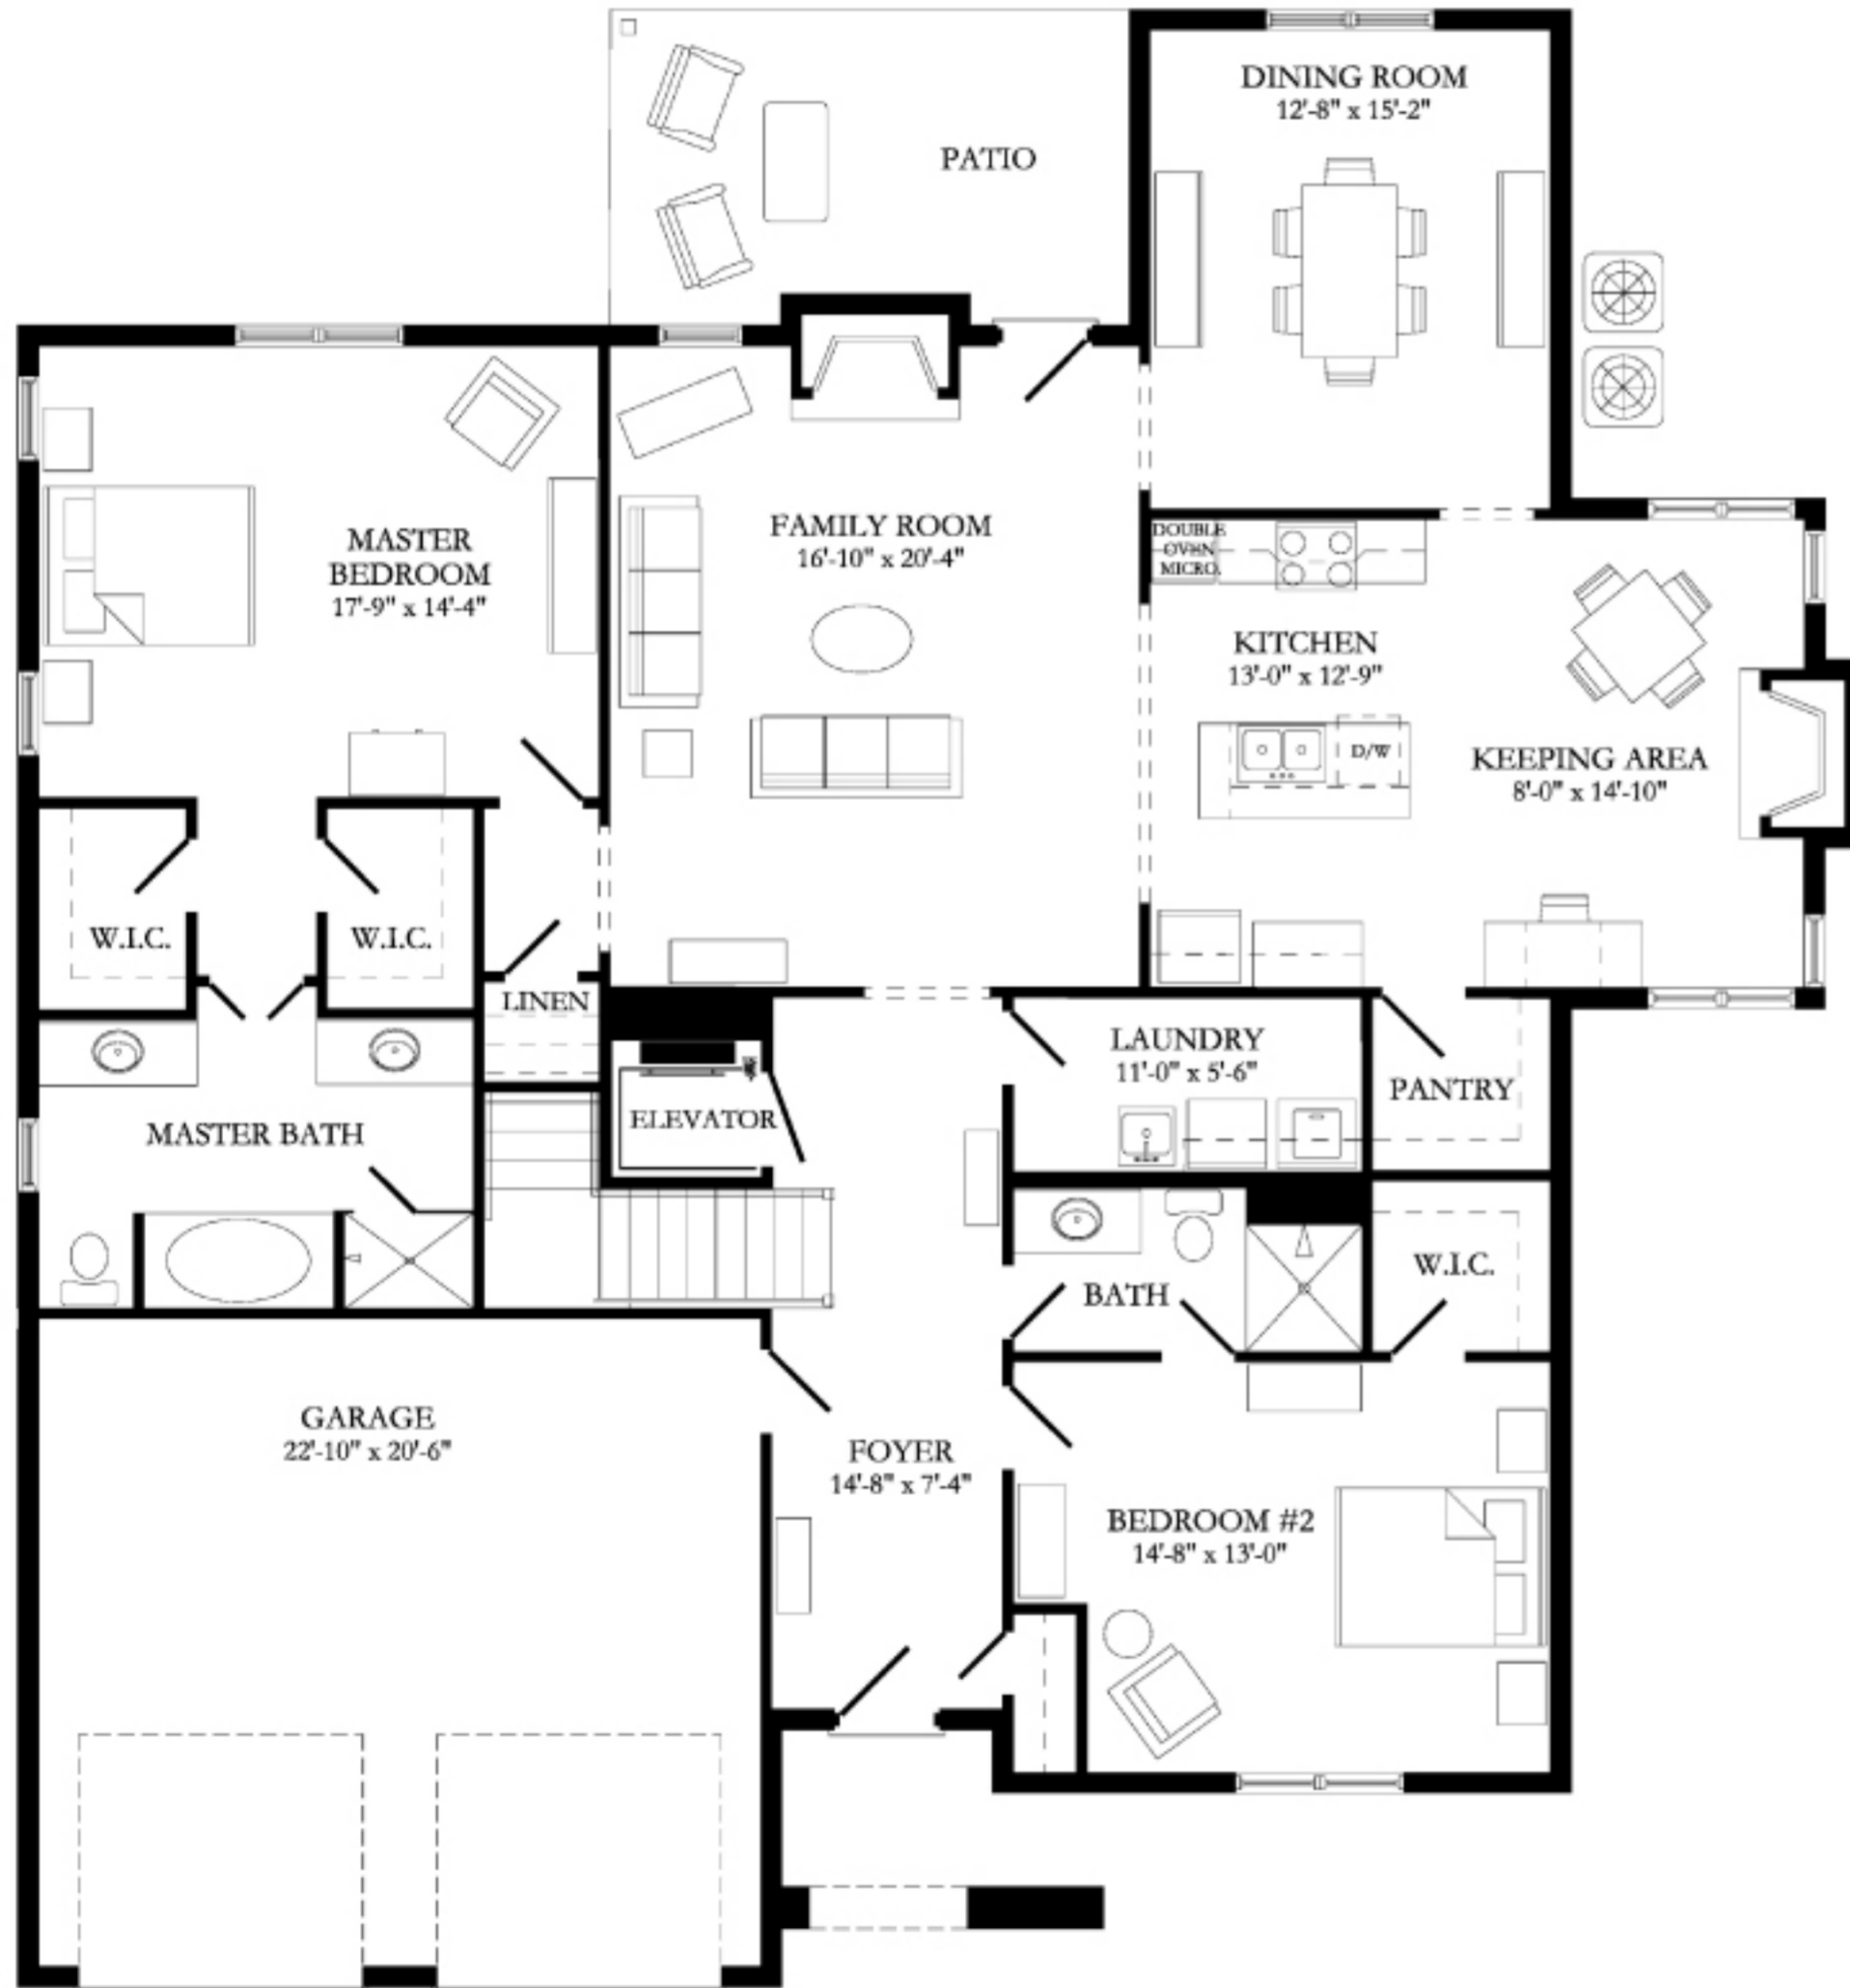 DINING ROOM
12'-8" x 15'-2"
PATIO
MASTER
BEDROOM
17'-9" x 14'-4"
FAMILY ROOM
16'-10" x 20'-4"
DOUBLE
OVEN
MICRO.
KITCHEN
13'-0" x 12'-9"
D/W
KEEPING AREA
8'-0" x 14'-10"
W.I.C.
W.I.C.
LINEN
LAUNDRY
11'-0" x 5'-6"
PANTRY
MASTER BATH
ELEVATOR
BATH
W.I.C.
GARAGE
22'-10" x 20'-6"
FOYER
14'-8" x 7'-4"
BEDROOM #2
14'-8" x 13'-0"